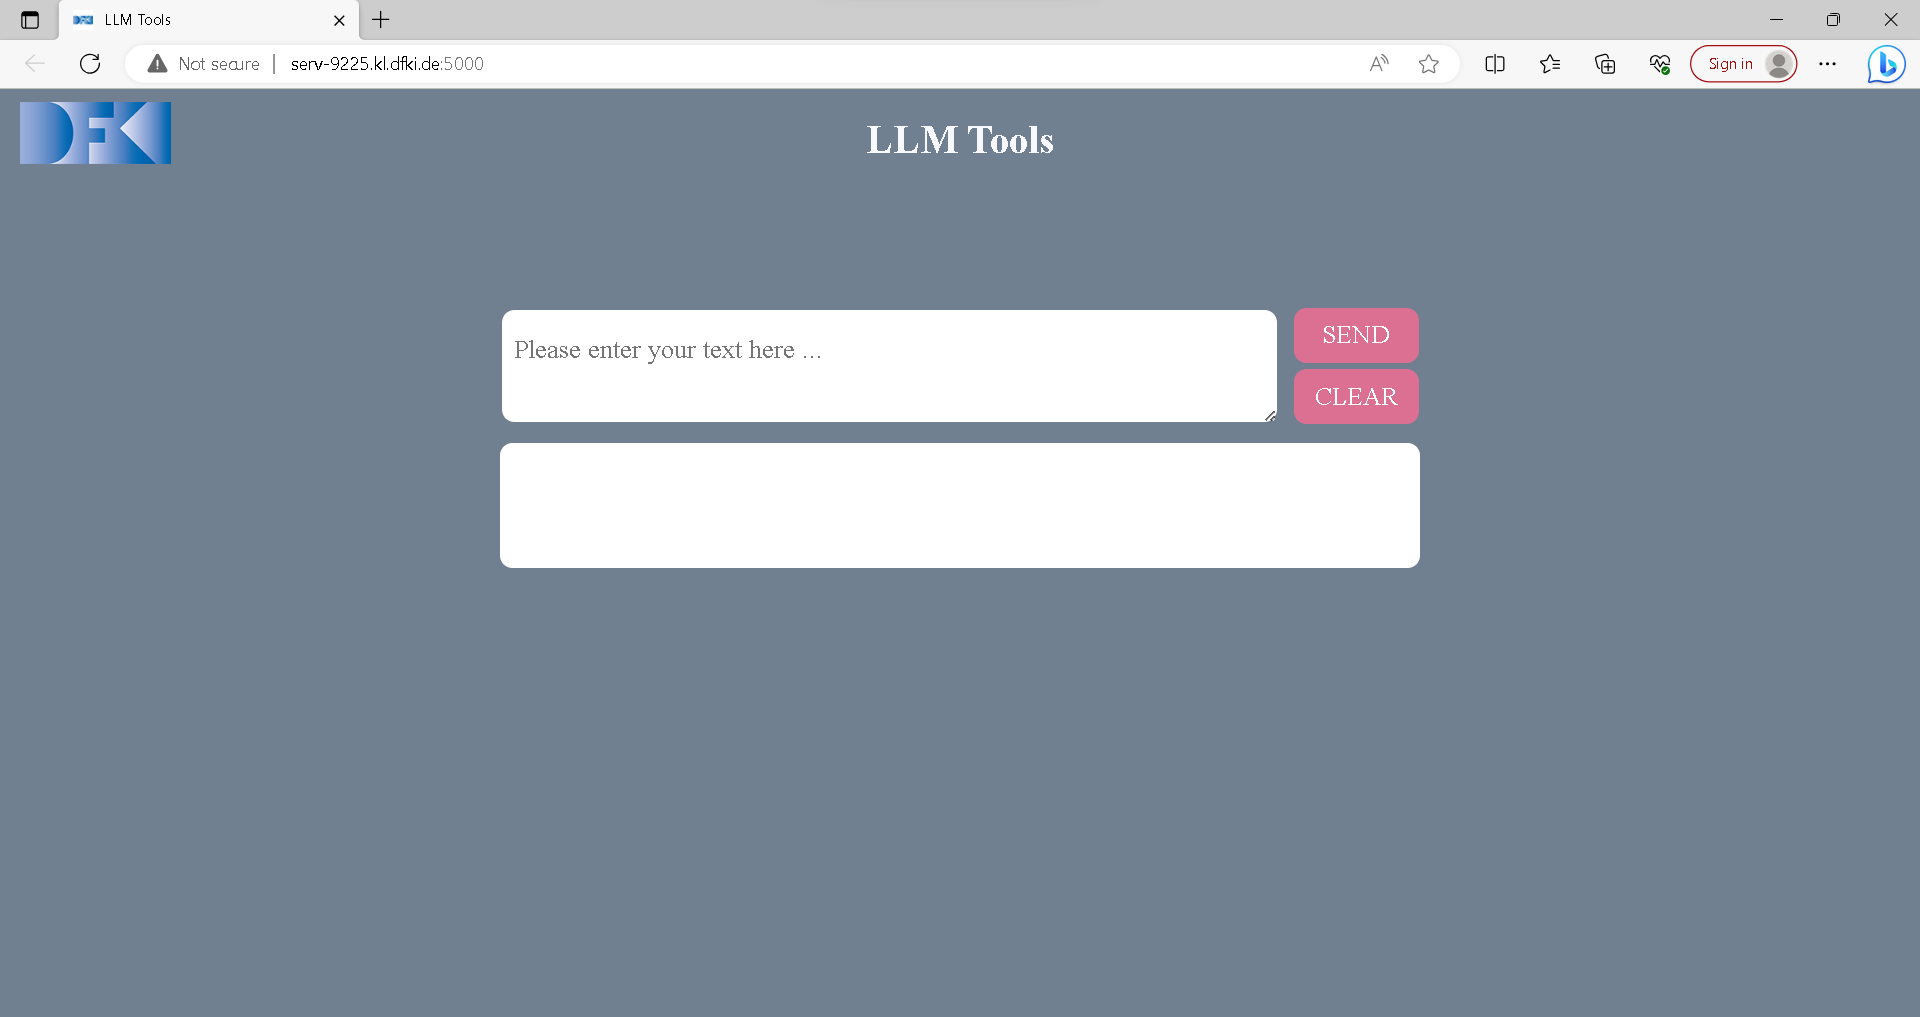 LLM Tools
Not secure
serv-9225.kl.dfki.de:5000
Sign in
DFK
LLM Tools
Please enter your text here ...
SEND
CLEAR